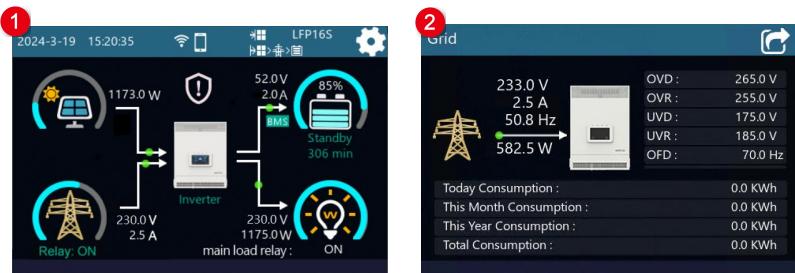 1
2024-3-19 15:20:35
LFP16S
1173.0 W
52.0 V
2.0 A
BMS
85%
Standby
306 min
Inverter
230.0 V
2.5 A
Relay: ON
230.0 V
1175.0 W
main load relay :
W
ON
2
Grid
233.0 V
2.5 A
50.8 Hz
582.5 W
OVD : 265.0 V
OVR : 255.0 V
UVD : 175.0 V
UVR : 185.0 V
OFD : 70.0 Hz
Today Consumption : 0.0 KWh
This Month Consumption : 0.0 KWh
This Year Consumption : 0.0 KWh
Total Consumption : 0.0 KWh